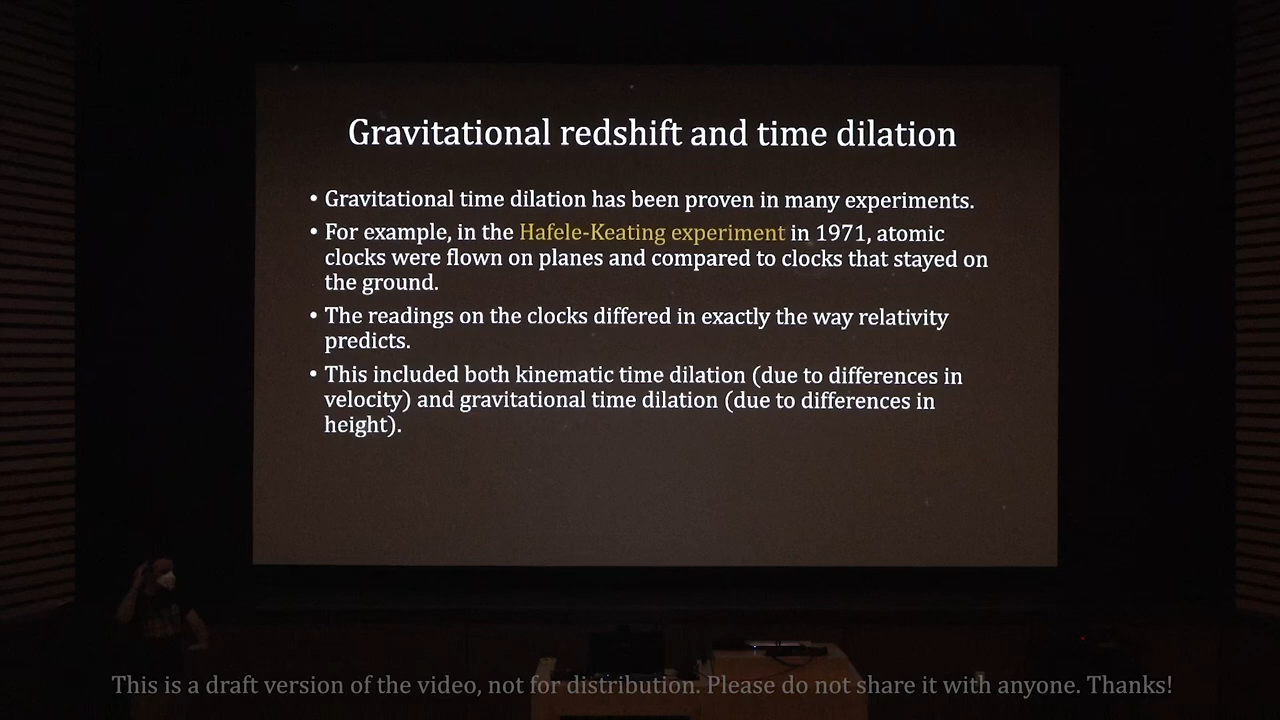 Gravitational redshift and time dilation
• Gravitational time dilation has been proven in many experiments.
• For example, in the Hafele-Keating experiment in 1971, atomic
clocks were flown on planes and compared to clocks that stayed on
the ground.
• The readings on the clocks differed in exactly the way relativity
predicts.
• This included both kinematic time dilation (due to differences in
velocity) and gravitational time dilation (due to differences in
height).
This is a draft version of the video, not for distribution. Please do not share it with anyone. Thanks!